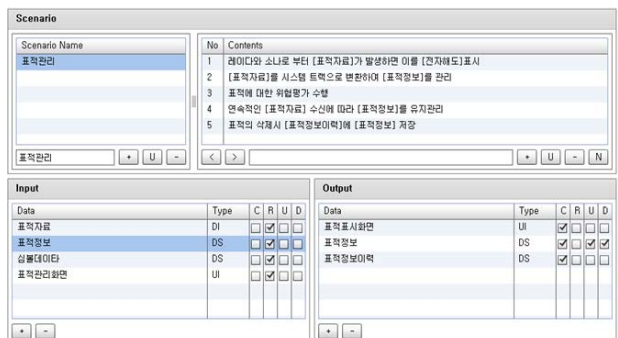 Scenario
Scenario Name
표적관리
표적관리
+ U -
No Contents
1 레이다와 소나로 부터 [표적자료]가 발생하면 이를 [전자해도]표시
2 [표적자료]를 시스템 트랙으로 변환하여 [표적정보]를 관리
3 표적에 대한 위협평가 수행
4 연속적인 [표적자료] 수신에 따라 [표적정보]를 유지관리
5 표적의 삭제시 [표적정보이력]에 [표적정보] 저장
< > + U - N
Input
Data Type C R U D
표적자료 DI
표적정보 DS
심볼데이타 DS
표적관리화면 UI
+ -
Output
Data Type C R U D
표적표시화면 UI
표적정보 DS
표적정보이력 DS
+ -